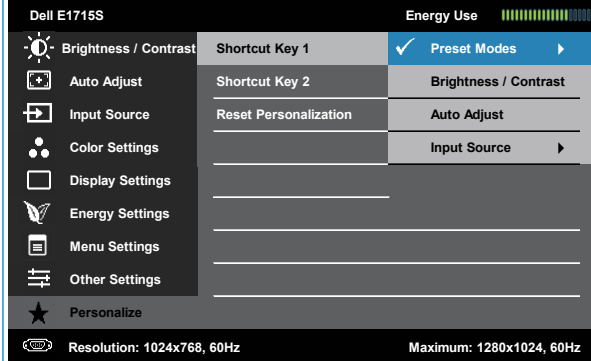 Dell E1715S Energy Use
Brightness / Contrast Shortcut Key 1 Preset Modes
Auto Adjust Shortcut Key 2 Brightness / Contrast
Input Source Reset Personalization Auto Adjust
Color Settings Input Source
Display Settings
Energy Settings
Menu Settings
Other Settings
Personalize
Resolution: 1024x768, 60Hz Maximum: 1280x1024, 60Hz